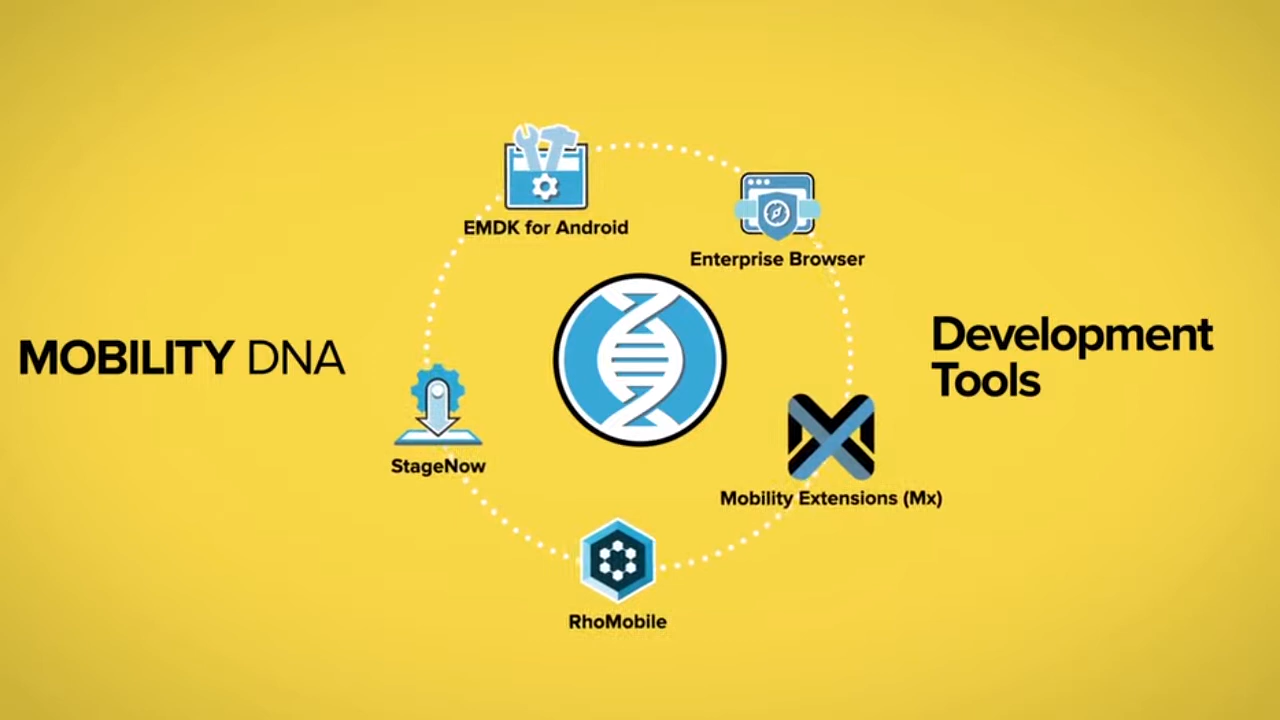 EMDK for Android
Enterprise Browser
MOBILITY DNA
Development
Tools
StageNow
Mobility Extensions (Mx)
RhoMobile